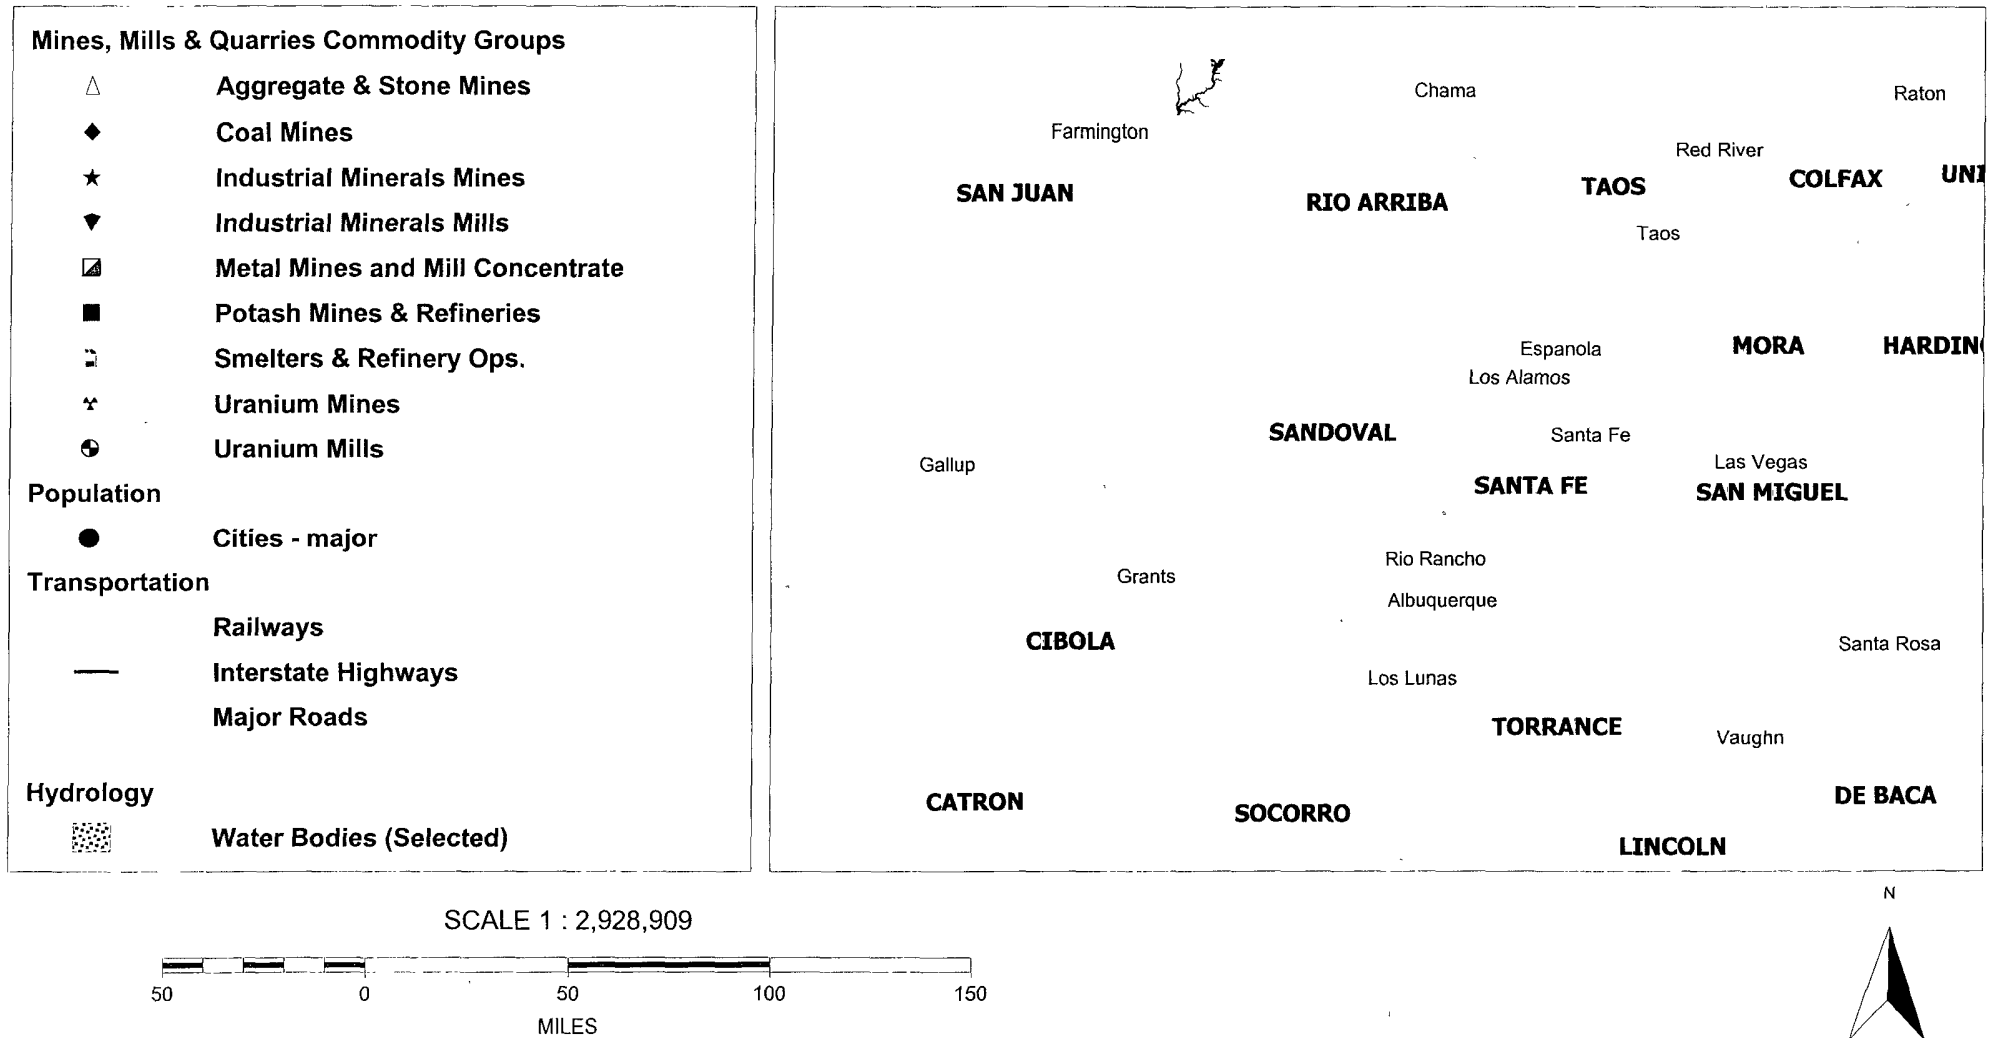 Mines, Mills & Quarries Commodity Groups
Aggregate & Stone Mines
Coal Mines
Industrial Minerals Mines
Industrial Minerals Mills
Metal Mines and Mill Concentrate
Potash Mines & Refineries
Smelters & Refinery Ops.
Uranium Mines
Uranium Mills
Population
Cities - major
Transportation
Railways
Interstate Highways
Major Roads
Hydrology
Water Bodies (Selected)
Chama
Raton
Farmington
Red River
SAN JUAN
RIO ARRIBA
TAOS
COLFAX
UNI
Taos
Espanola
MORA
HARDIN
Los Alamos
SANDOVAL
Santa Fe
Gallup
Las Vegas
SANTA FE
SAN MIGUEL
Rio Rancho
Grants
Albuquerque
CIBOLA
Santa Rosa
Los Lunas
TORRANCE
Vaughn
CATRON
SOCORRO
DE BACA
LINCOLN
SCALE 1 : 2,928,909
50 0 50 100 150
MILES
N